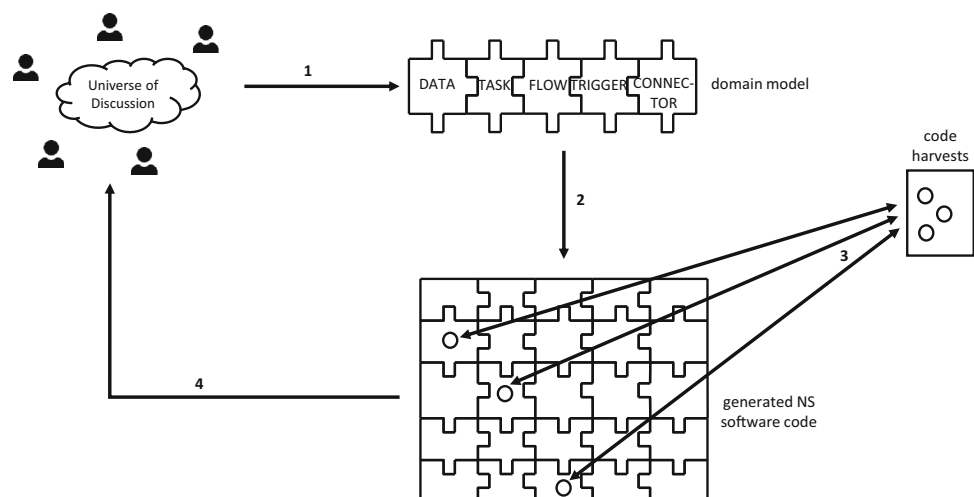 Universe of
Discussion
1
DATA
TASK
FLOW
TRIGGER
CONNEC-
TOR
domain model
code
harvests
2
3
4
generated NS
software code